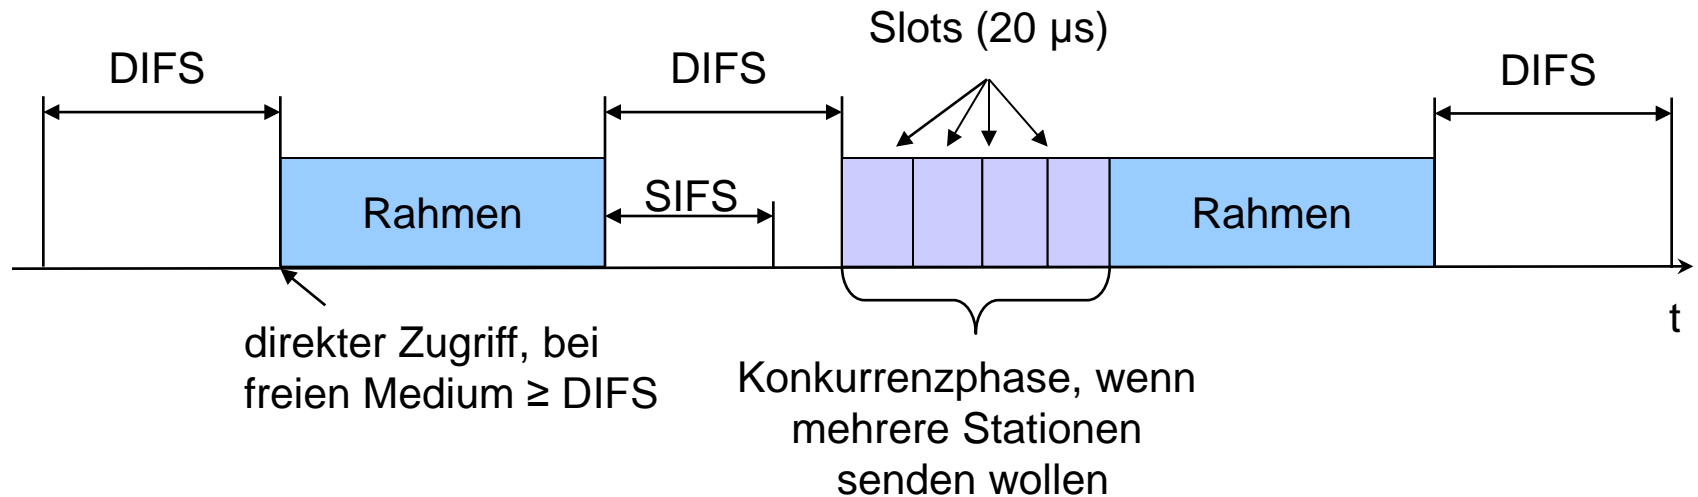 Slots (20 µs)
DIFS
DIFS
DIFS
Rahmen
SIFS
Rahmen
t
direkter Zugriff, bei
freien Medium ≥ DIFS
Konkurrenzphase, wenn
mehrere Stationen
senden wollen